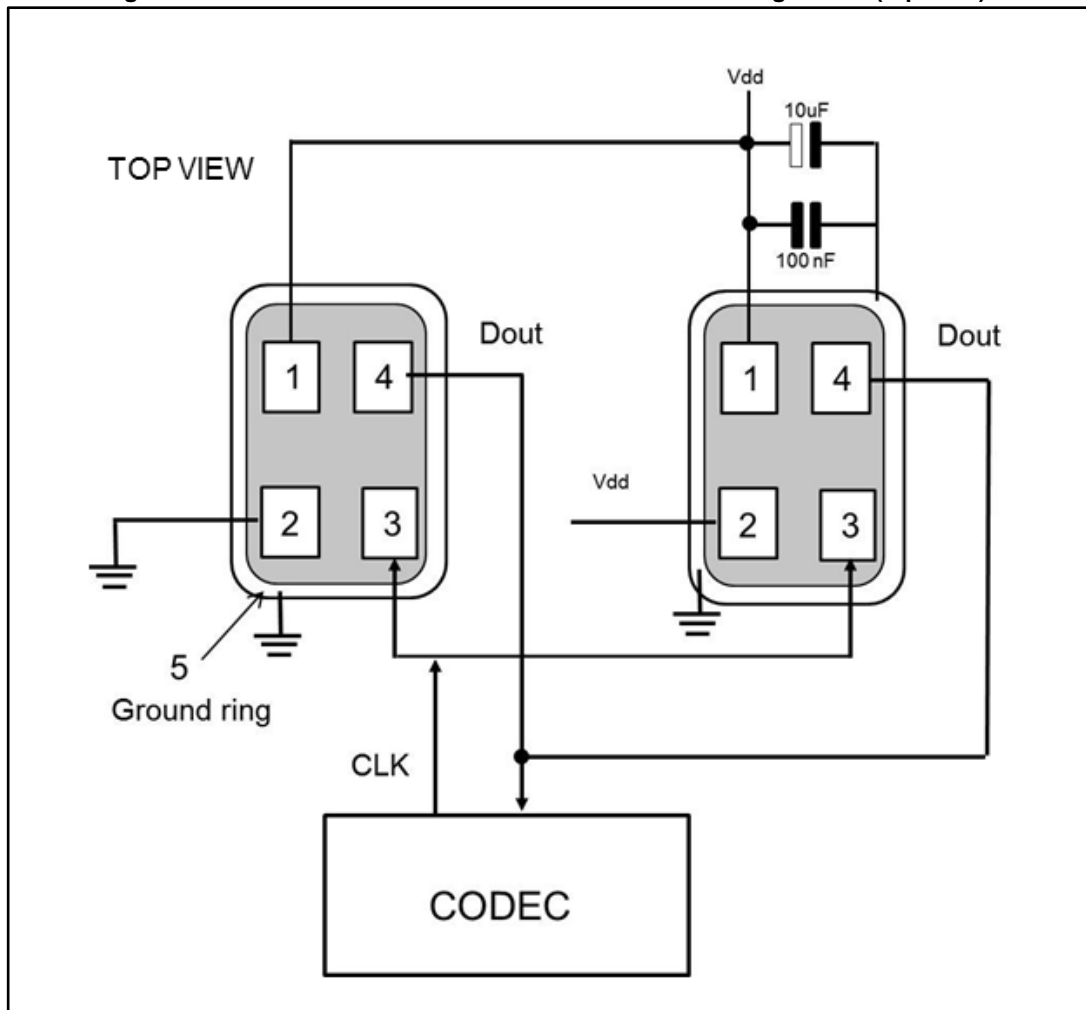 Vdd
10uF
TOP VIEW
100 nF
Dout
Dout
1
4
1
4
Vdd
2
3
2
3
5
Ground ring
CLK
CODEC